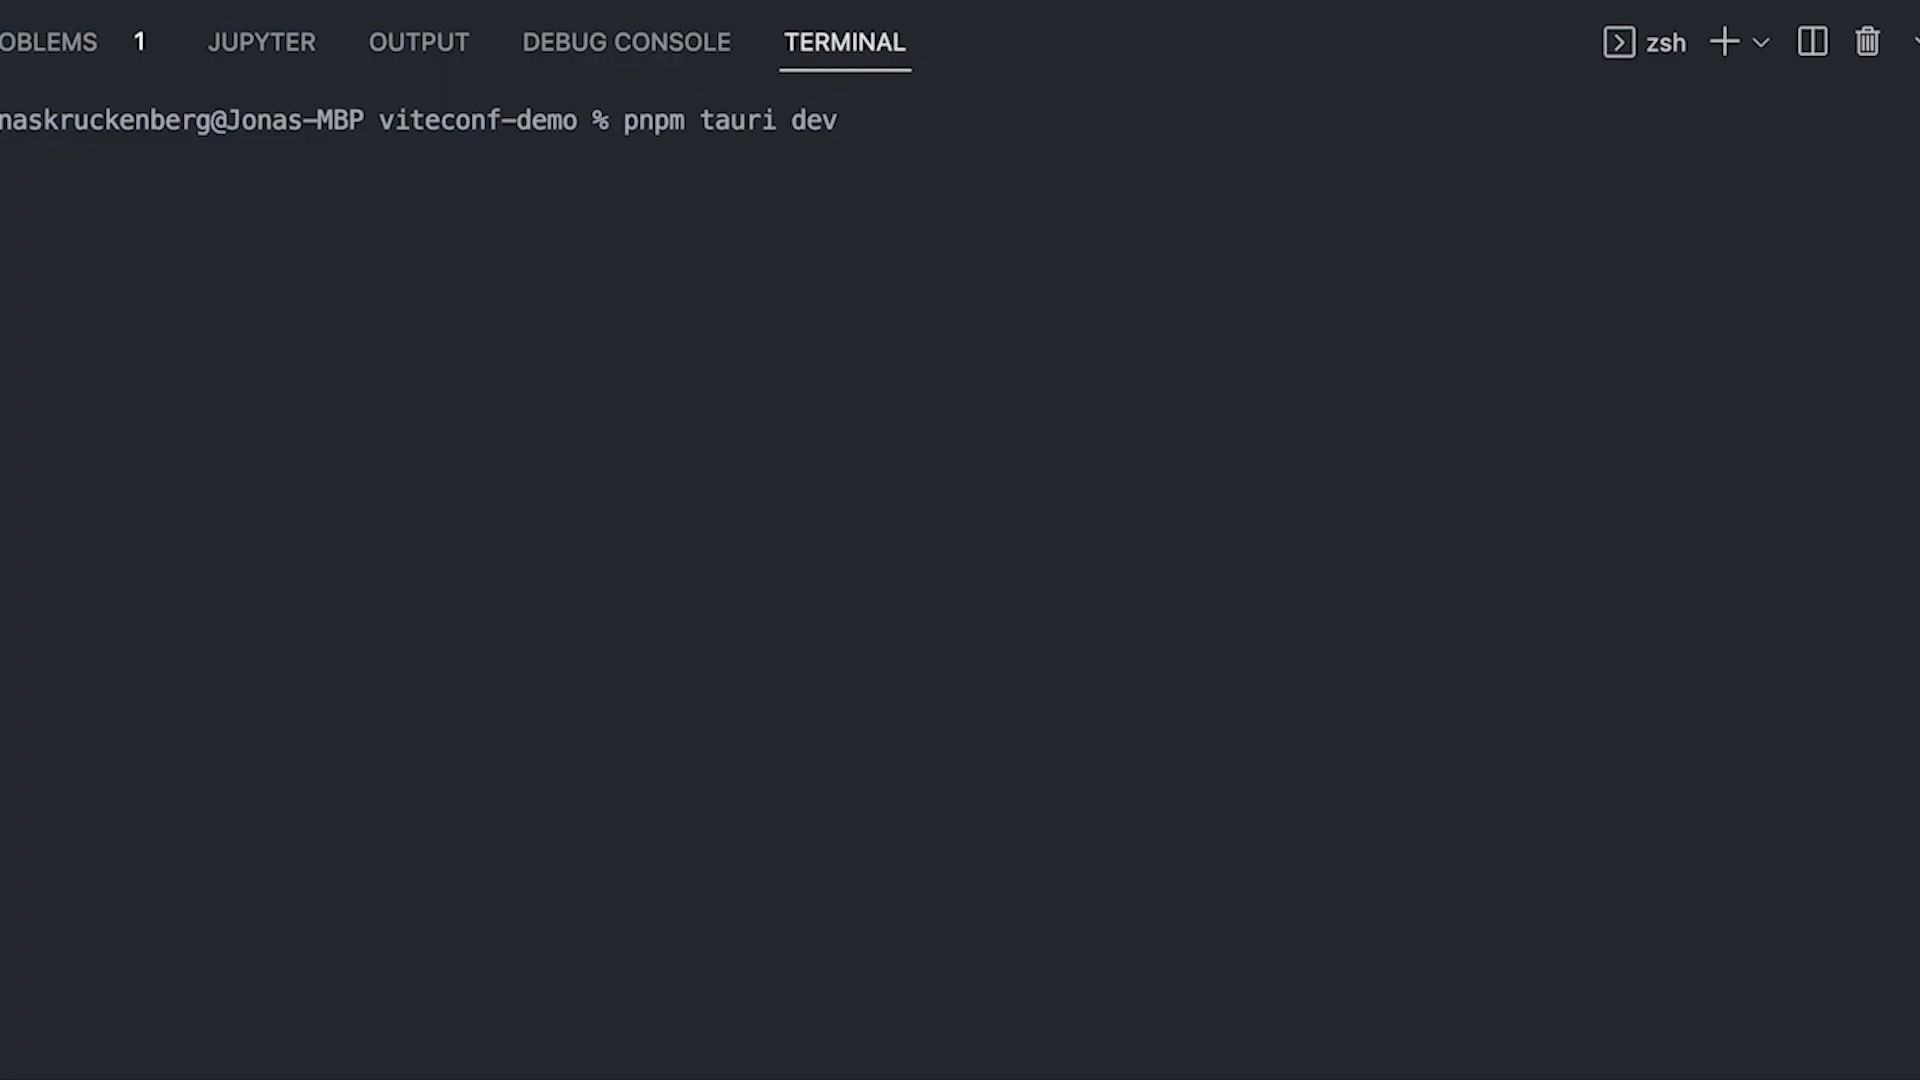 OBLEMS 1 JUPYTER OUTPUT DEBUG CONSOLE TERMINAL zsh
naskruckenberg@Jonas-MBP viteconf-demo % pnpm tauri dev